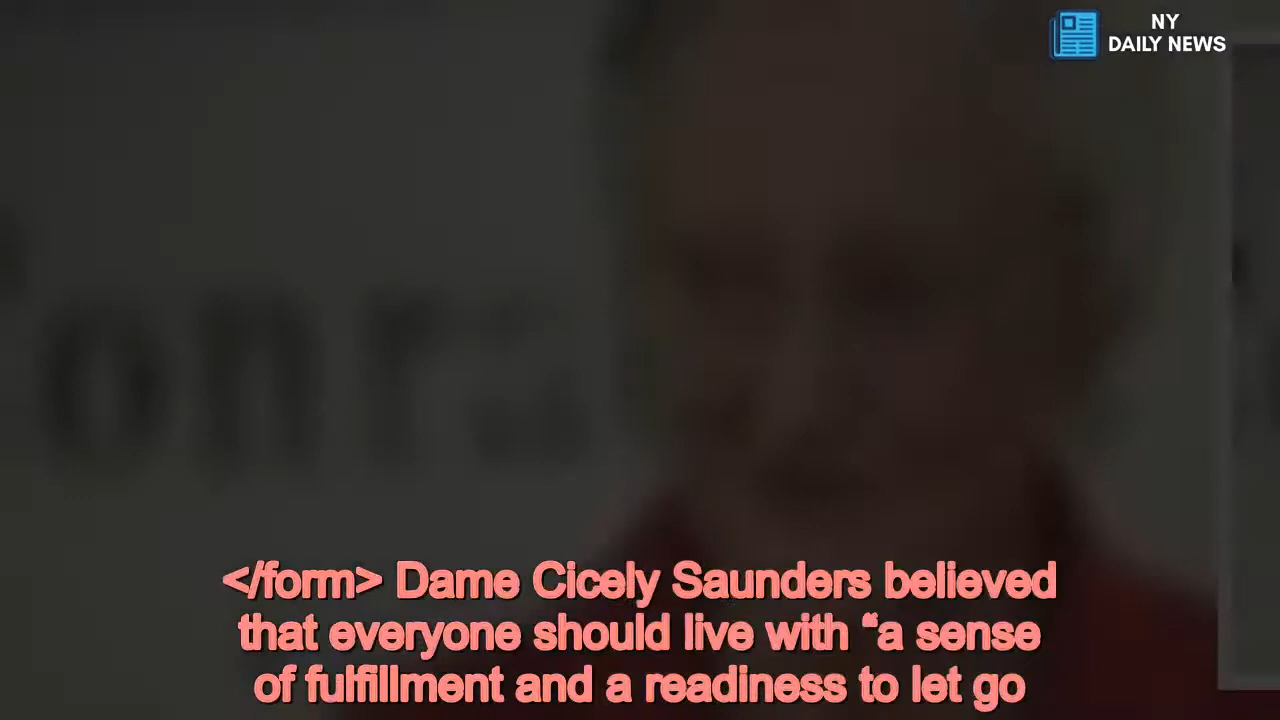 NY
DAILY NEWS
</form> Dame Cicely Saunders believed
that everyone should live with “a sense
of fulfillment and a readiness to let go